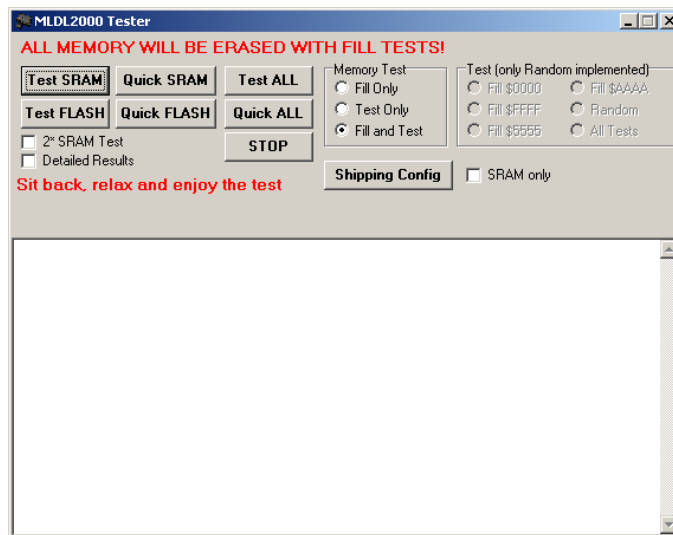 MLDL2000 Tester
ALL MEMORY WILL BE ERASED WITH FILL TESTS!
Test SRAM
Quick SRAM
Test ALL
Test FLASH
Quick FLASH
Quick ALL
2* SRAM Test
Detailed Results
STOP
Sit back, relax and enjoy the test
Memory Test
Fill Only
Test Only
Fill and Test
Test (only Random implemented)
Fill $0000
Fill $AAAA
Fill $FFFF
Random
Fill $5555
All Tests
Shipping Config
SRAM only